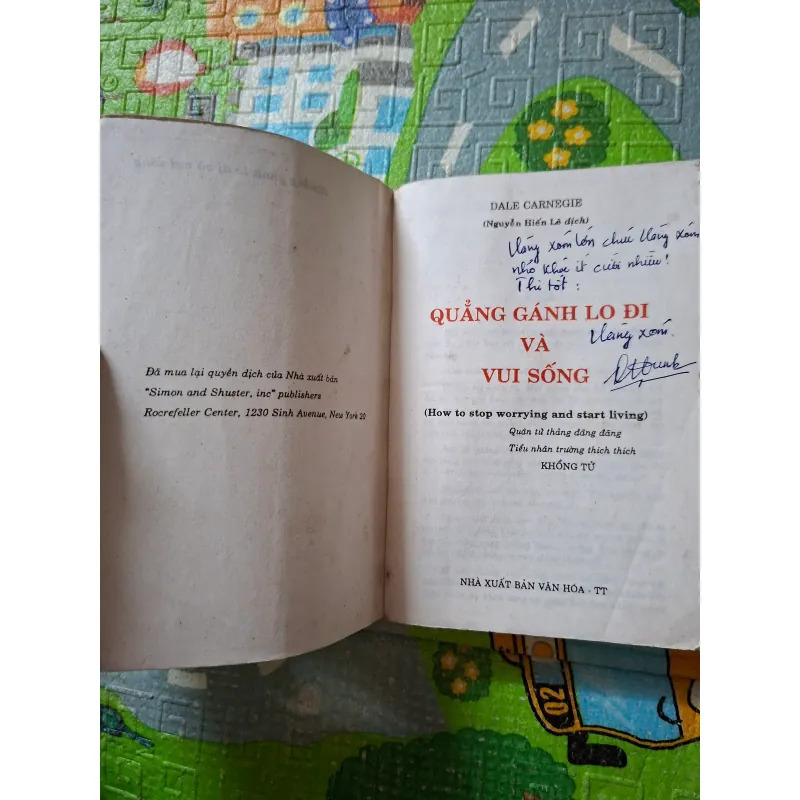 Đã mua lại quyền dịch của Nhà xuất bản
"Simon and Shuster, inc" publishers
Rocrefeller Center, 1230 Sinh Avenue, New York 20
DALE CARNEGIE
(Nguyễn Hiến Lê dịch)
Hàng xóm lớn chúc Hàng xóm
nhỏ khóc ít cười nhiều!
Thi tốt:
QUẲNG GÁNH LO ĐI
Hàng xóm.
VÀ
VUI SỐNG
(How to stop worrying and start living)
Quân tử thảng đãng đãng
Tiểu nhân trường thích thích
KHỔNG TỬ
NHÀ XUẤT BẢN VĂN HÓA - TT
02